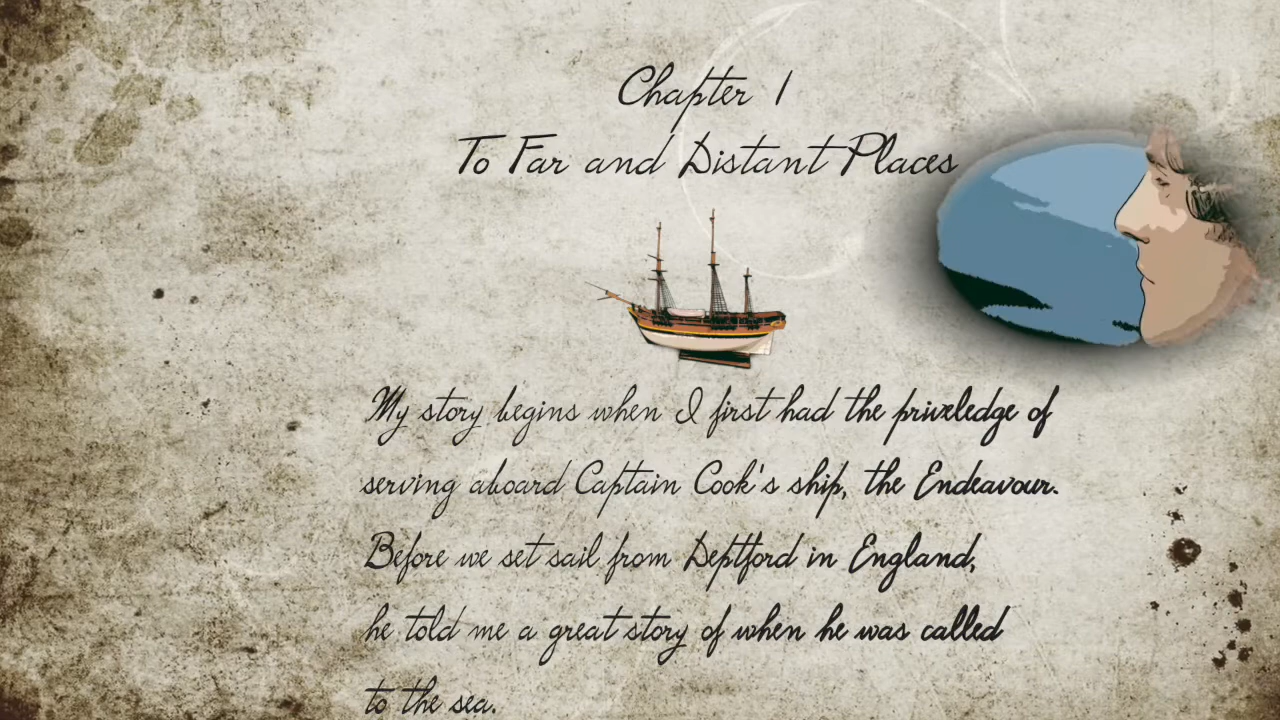 Chapter 1
To Far and Distant Places
My story begins when I first had the priveledge of
serving aboard Captain Cook's ship, the Endeavour.
Before we set sail from Deptford in England,
he told me a great story of when he was called
to the sea.